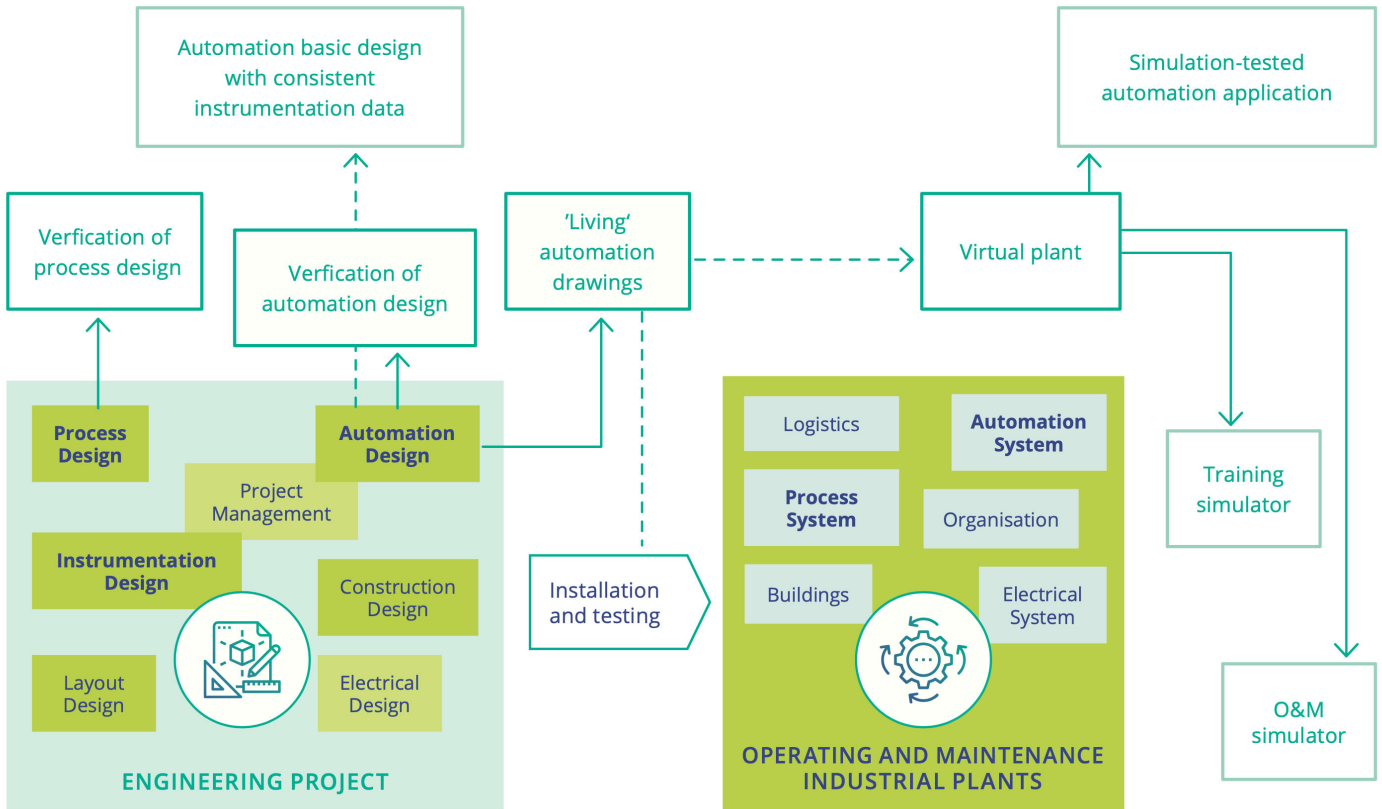 Automation basic design
with consistent
instrumentation data
Simulation-tested
automation application
Verfication of
process design
Verfication of
automation design
’Living‘
automation
drawings
Virtual plant
Process
Design
Automation
Design
Project
Management
Instrumentation
Design
Construction
Design
Layout
Design
Electrical
Design
ENGINEERING PROJECT
Installation
and testing
Logistics
Automation
System
Process
System
Organisation
Buildings
Electrical
System
OPERATING AND MAINTENANCE
INDUSTRIAL PLANTS
Training
simulator
O&M
simulator